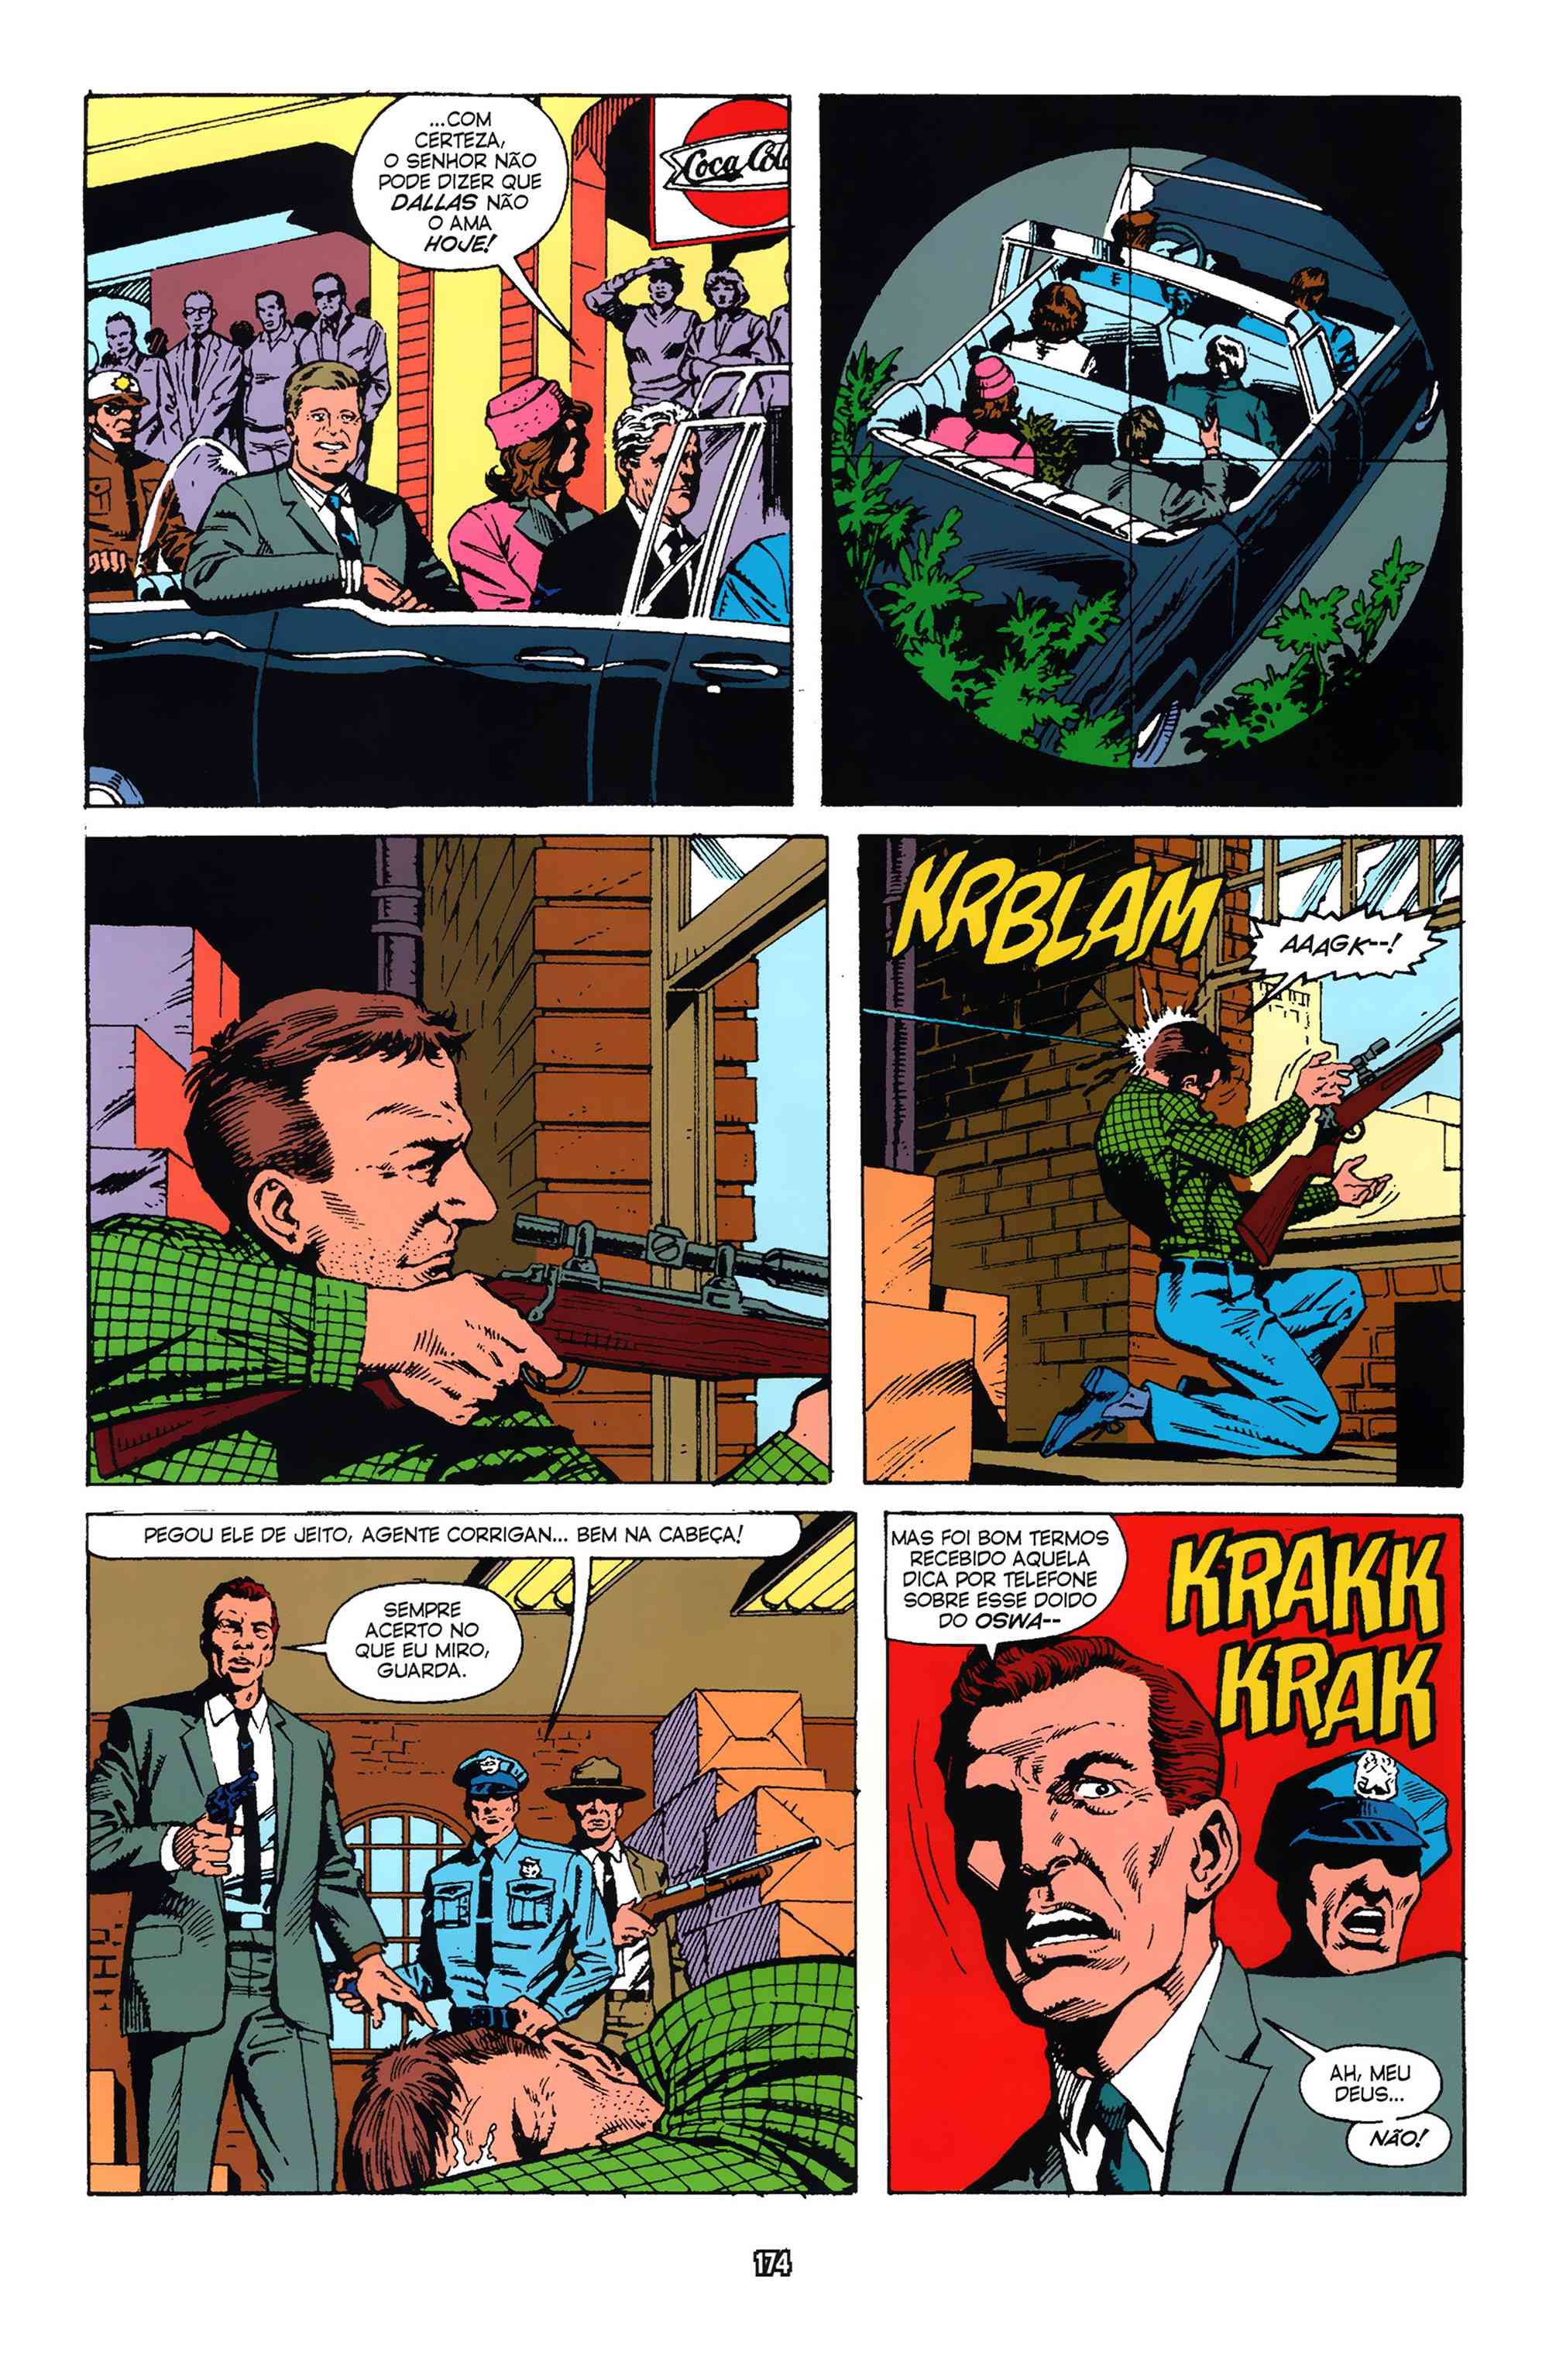 ...COM
CERTEZA,
O SENHOR NÃO
PODE DIZER QUE
DALLAS NÃO
O AMA
HOJE!
Coca Col
KRBLAM
AAAGK--!
PEGOU ELE DE JEITO, AGENTE CORRIGAN... BEM NA CABEÇA!
SEMPRE
ACERTO NO
QUE EU MIRO,
GUARDA.
MAS FOI BOM TERMOS
RECEBIDO AQUELA
DICA POR TELEFONE
SOBRE ESSE DOIDO
DO OSWA--
KRAKK
KRAK
AH, MEU
DEUS...
NÃO!
174